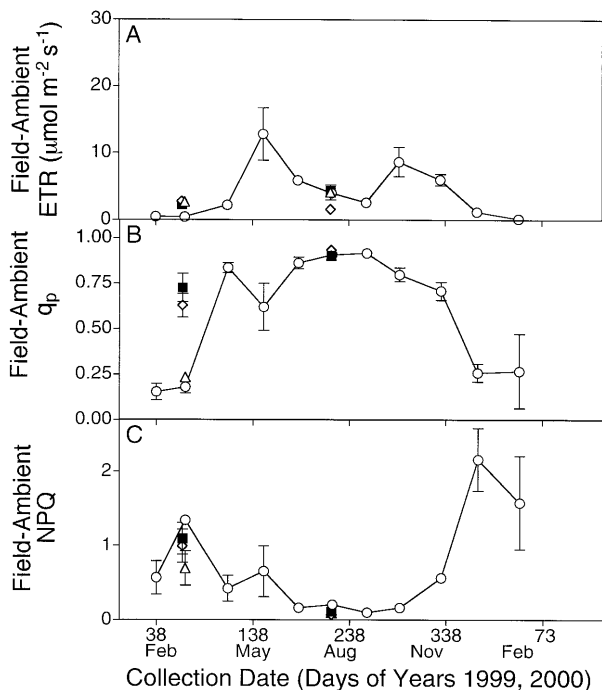 A
Field-Ambient
ETR (μmol m⁻² s⁻¹)
30
20
10
0
B
Field-Ambient
qp
1.00
0.75
0.50
0.25
0.00
C
Field-Ambient
NPQ
2
1
0
38 138 238 338 73
Feb May Aug Nov Feb
Collection Date (Days of Years 1999, 2000)